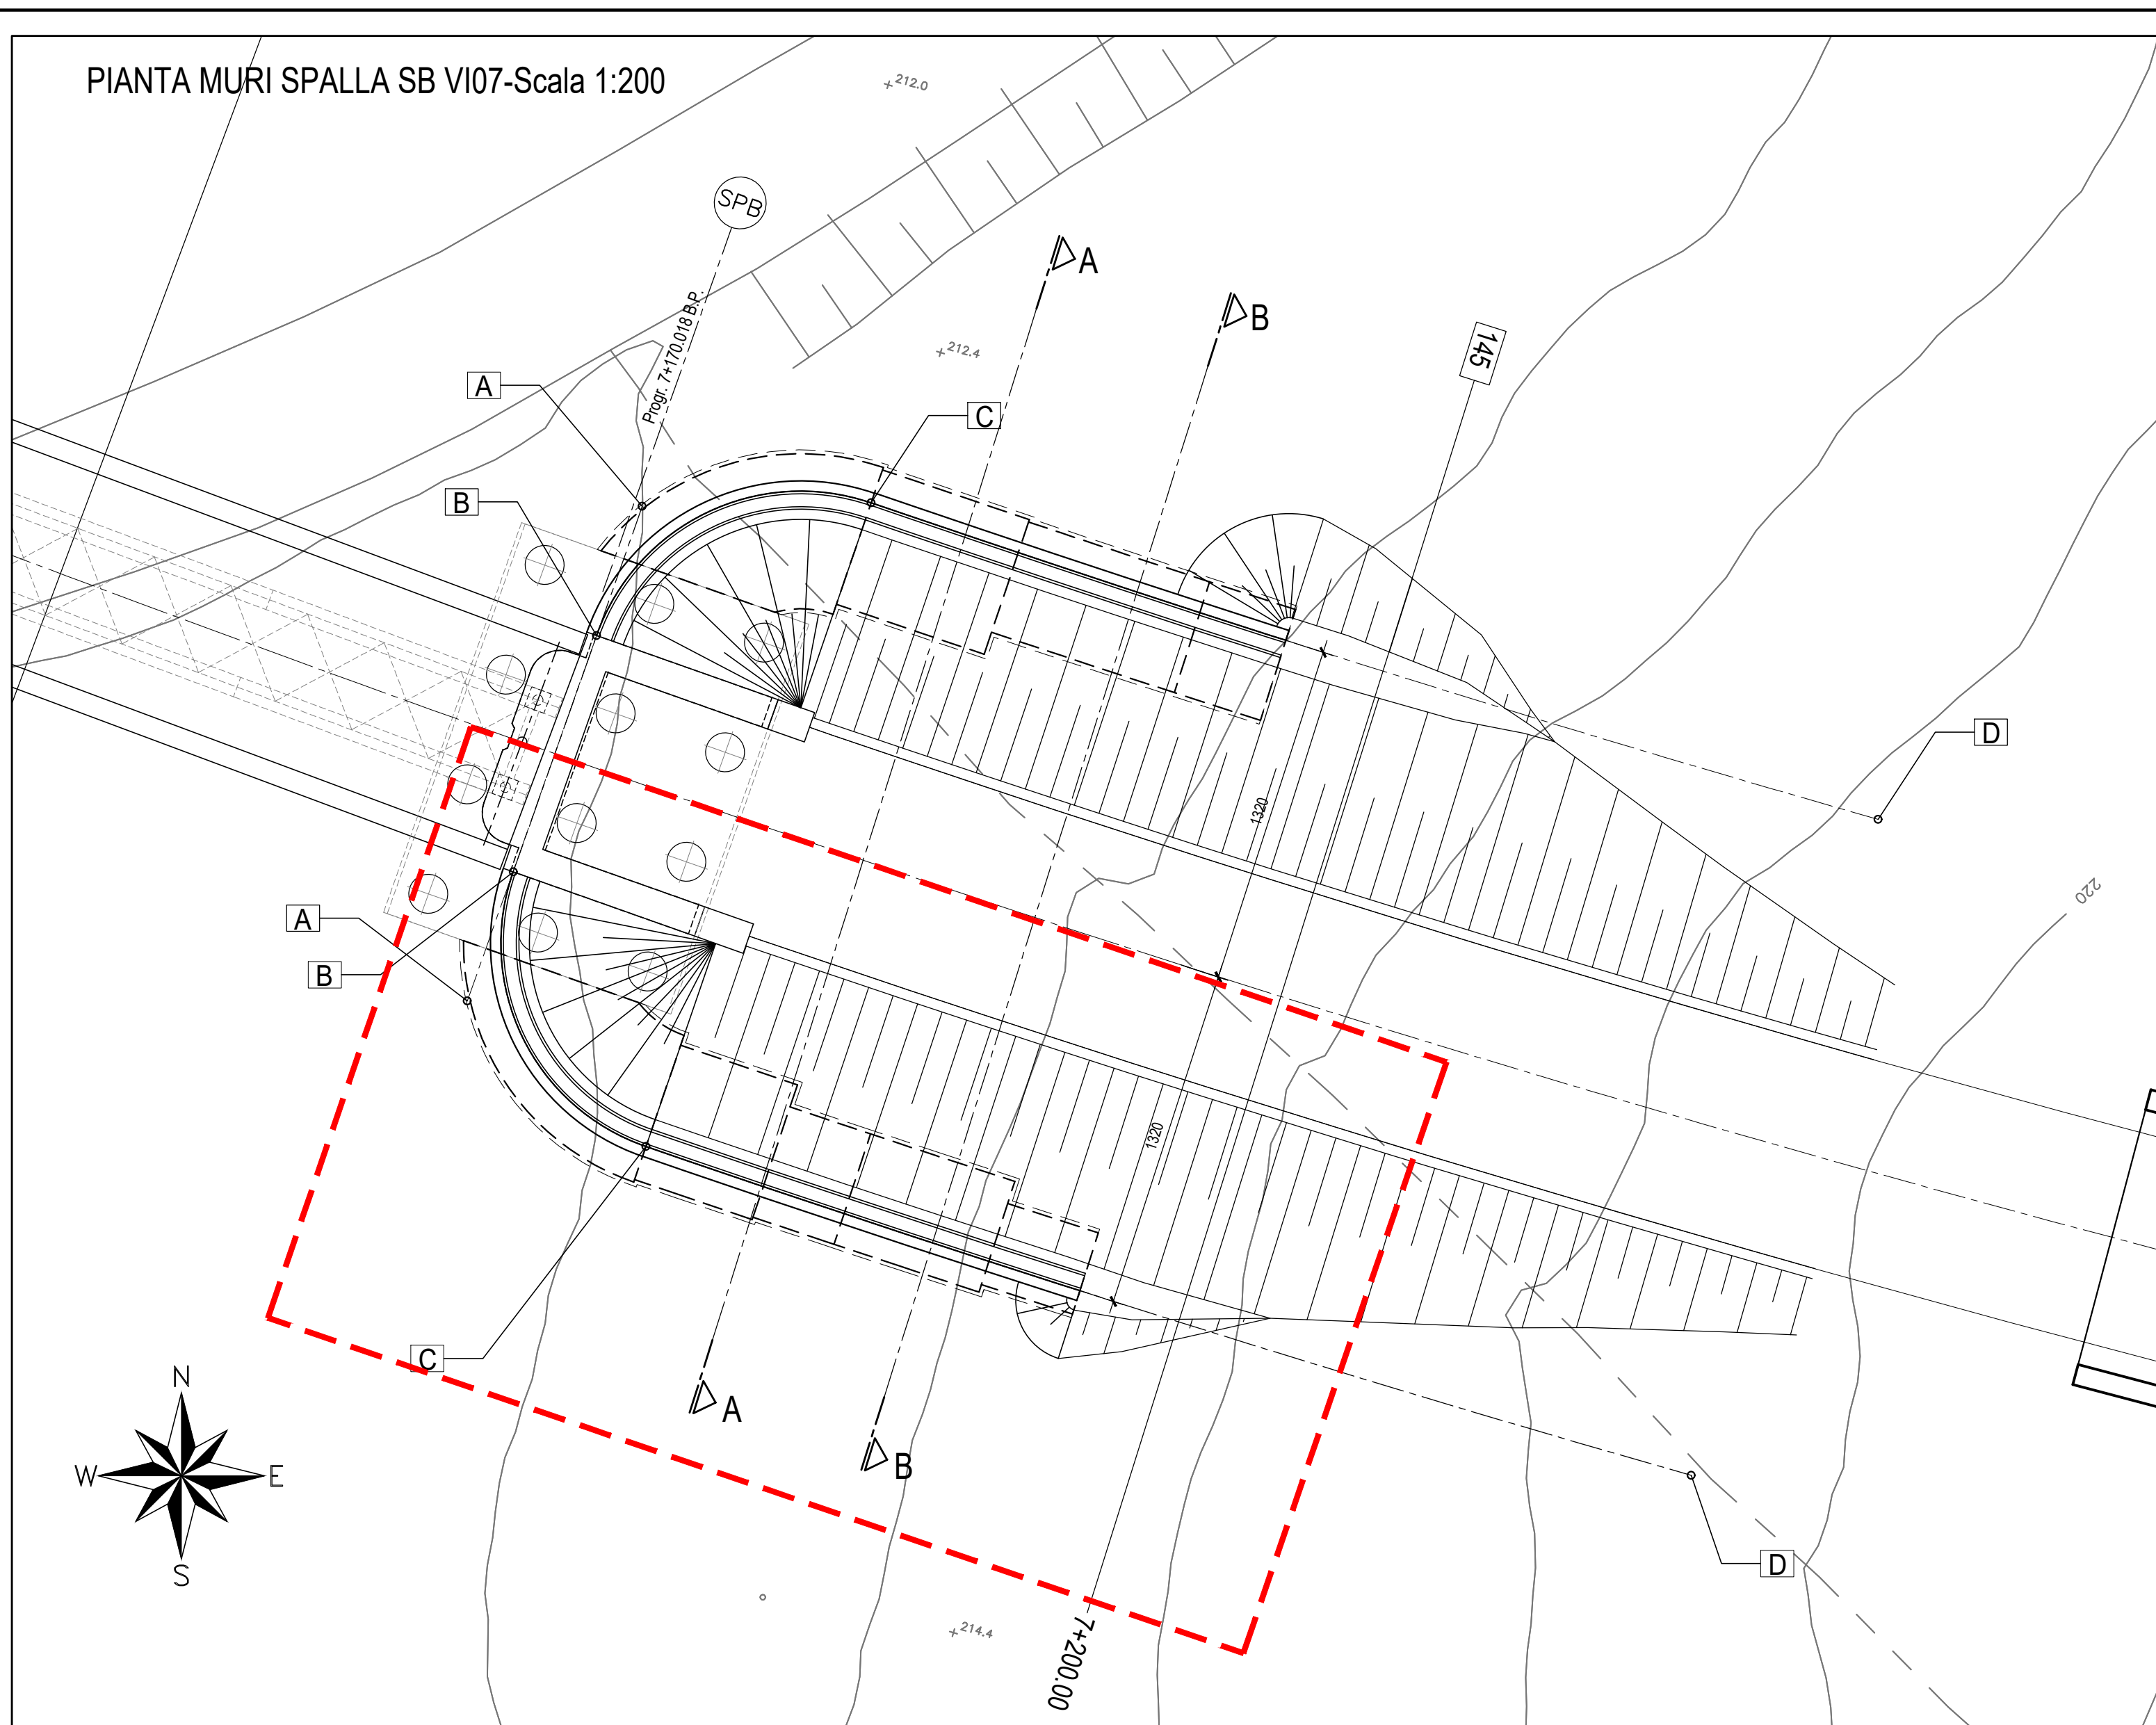 PIANTA MURI SPALLA SB VI07-Scala 1:200
212.0
SPB
A
B
Progr. 7+170.018 B.P.
145
212.4
A
C
B
D
1320
220
A
B
1320
C
A
B
D
N
W
E
S
214.4
7+200.00